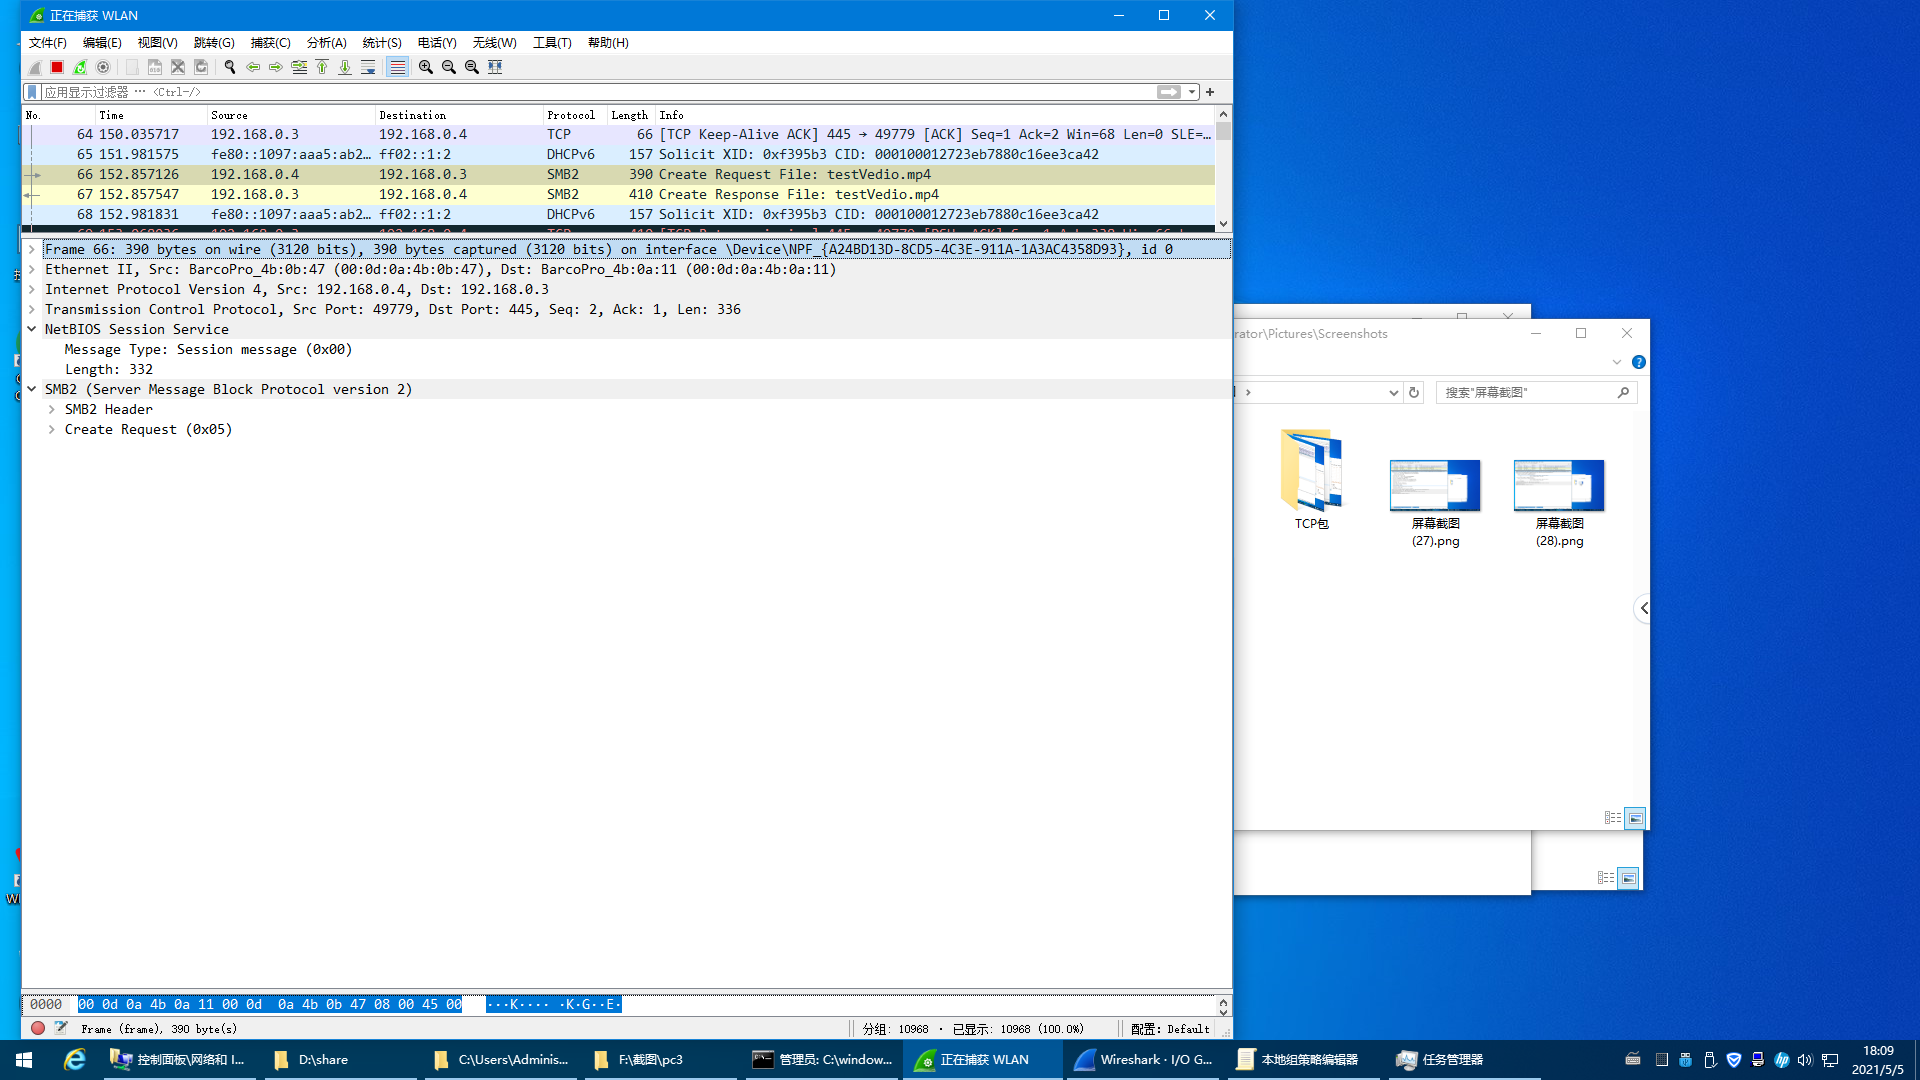 正在捕获 WLAN
文件(F) 编辑(E) 视图(V) 跳转(G) 捕获(C) 分析(A) 统计(S) 电话(Y) 无线(W) 工具(T) 帮助(H)
应用显示过滤器 … <Ctrl-/>
No. Time Source Destination Protocol Length Info
64 150.035717 192.168.0.3 192.168.0.4 TCP 66 [TCP Keep-Alive ACK] 445 → 49779 [ACK] Seq=1 Ack=2 Win=68 Len=0 SLE=…
65 151.981575 fe80::1097:aaa5:ab2… ff02::1:2 DHCPv6 157 Solicit XID: 0xf395b3 CID: 000100012723eb7880c16ee3ca42
66 152.857126 192.168.0.4 192.168.0.3 SMB2 390 Create Request File: testVedio.mp4
67 152.857547 192.168.0.3 192.168.0.4 SMB2 410 Create Response File: testVedio.mp4
68 152.981831 fe80::1097:aaa5:ab2… ff02::1:2 DHCPv6 157 Solicit XID: 0xf395b3 CID: 000100012723eb7880c16ee3ca42
Frame 66: 390 bytes on wire (3120 bits), 390 bytes captured (3120 bits) on interface \Device\NPF_{A24BD13D-8CD5-4C3E-911A-1A3AC4358D93}, id 0
Ethernet II, Src: BarcoPro_4b:0b:47 (00:0d:0a:4b:0b:47), Dst: BarcoPro_4b:0a:11 (00:0d:0a:4b:0a:11)
Internet Protocol Version 4, Src: 192.168.0.4, Dst: 192.168.0.3
Transmission Control Protocol, Src Port: 49779, Dst Port: 445, Seq: 2, Ack: 1, Len: 336
NetBIOS Session Service
Message Type: Session message (0x00)
Length: 332
SMB2 (Server Message Block Protocol version 2)
SMB2 Header
Create Request (0x05)
rator\Pictures\Screenshots
搜索"屏幕截图"
TCP包
屏幕截图
(27).png
屏幕截图
(28).png
0000 00 0d 0a 4b 0a 11 00 0d 0a 4b 0b 47 08 00 45 00 ···K···· ·K·G··E·
Frame (frame), 390 byte(s)
分组: 10968 · 已显示: 10968 (100.0%)
配置: Default
控制面板\网络和 I...
D:\share
C:\Users\Adminis...
F:\截图\pc3
管理员: C:\window...
正在捕获 WLAN
Wireshark · I/O G...
本地组策略编辑器
任务管理器
18:09
2021/5/5